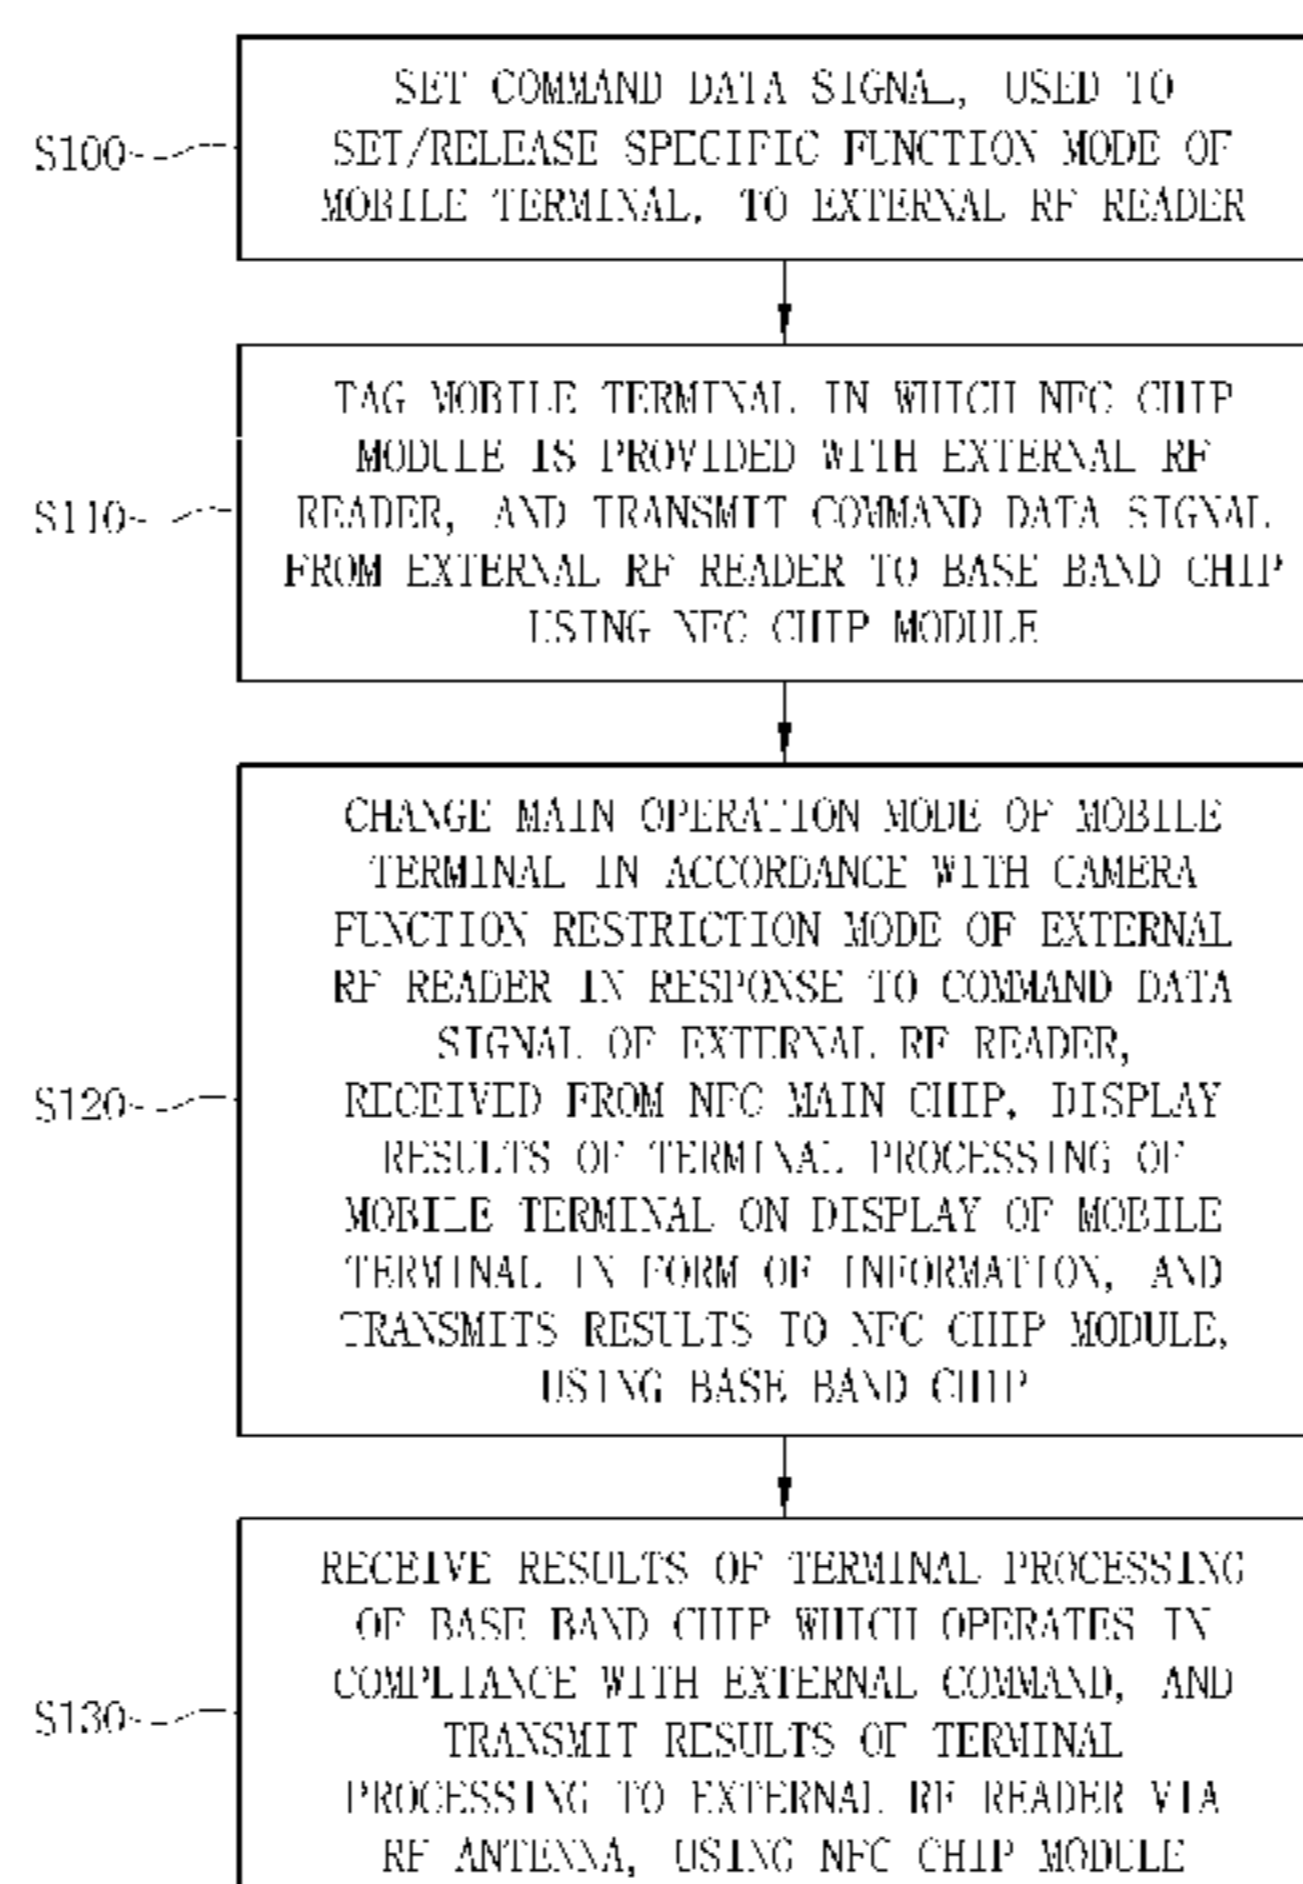 SET COMMAND DATA SIGNAL, USED TO
SET/RELEASE SPECIFIC FUNCTION MODE OF
MOBILE TERMINAL, TO EXTERNAL RF READER
S100
TAG MOBILE TERMINAL IN WHICH NFC CHIP
MODULE IS PROVIDED WITH EXTERNAL RF
READER, AND TRANSMIT COMMAND DATA SIGNAL
FROM EXTERNAL RF READER TO BASE BAND CHIP
USING NFC CHIP MODULE
S110
CHANGE MAIN OPERATION MODE OF MOBILE
TERMINAL IN ACCORDANCE WITH CAMERA
FUNCTION RESTRICTION MODE OF EXTERNAL
RF READER IN RESPONSE TO COMMAND DATA
SIGNAL OF EXTERNAL RF READER,
RECEIVED FROM NFC MAIN CHIP, DISPLAY
RESULTS OF TERMINAL PROCESSING OF
MOBILE TERMINAL ON DISPLAY OF MOBILE
TERMINAL IN FORM OF INFORMATION, AND
TRANSMITS RESULTS TO NFC CHIP MODULE,
USING BASE BAND CHIP
S120
RECEIVE RESULTS OF TERMINAL PROCESSING
OF BASE BAND CHIP WHICH OPERATES IN
COMPLIANCE WITH EXTERNAL COMMAND, AND
TRANSMIT RESULTS OF TERMINAL
PROCESSING TO EXTERNAL RF READER VIA
RF ANTENNA, USING NFC CHIP MODULE
S130